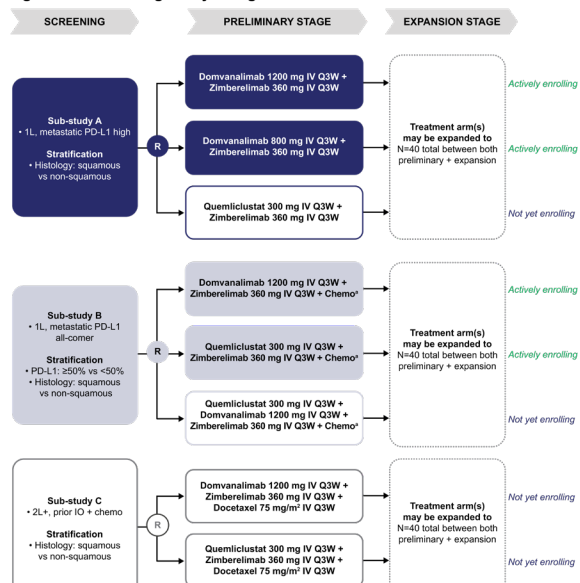 SCREENING
PRELIMINARY STAGE
EXPANSION STAGE
Sub-study A
• 1L, metastatic PD-L1 high
Stratification
• Histology: squamous
vs non-squamous
R
Domvanalimab 1200 mg IV Q3W +
Zimberelimab 360 mg IV Q3W
Domvanalimab 800 mg IV Q3W +
Zimberelimab 360 mg IV Q3W
Quemliclustat 300 mg IV Q3W +
Zimberelimab 360 mg IV Q3W
Treatment arm(s)
may be expanded to
N=40 total between both
preliminary + expansion
Actively enrolling
Actively enrolling
Not yet enrolling
Sub-study B
• 1L, metastatic PD-L1
all-comer
Stratification
• PD-L1: ≥50% vs <50%
• Histology: squamous
vs non-squamous
R
Domvanalimab 1200 mg IV Q3W +
Zimberelimab 360 mg IV Q3W + Chemoᵃ
Quemliclustat 300 mg IV Q3W +
Zimberelimab 360 mg IV Q3W + Chemoᵃ
Quemliclustat 300 mg IV Q3W +
Domvanalimab 1200 mg IV Q3W +
Zimberelimab 360 mg IV Q3W + Chemoᵃ
Treatment arm(s)
may be expanded to
N=40 total between both
preliminary + expansion
Actively enrolling
Actively enrolling
Not yet enrolling
Sub-study C
• 2L+, prior IO + chemo
Stratification
• Histology: squamous
vs non-squamous
R
Domvanalimab 1200 mg IV Q3W +
Zimberelimab 360 mg IV Q3W +
Docetaxel 75 mg/m² IV Q3W
Quemliclustat 300 mg IV Q3W +
Zimberelimab 360 mg IV Q3W +
Docetaxel 75 mg/m² IV Q3W
Treatment arm(s)
may be expanded to
N=40 total between both
preliminary + expansion
Not yet enrolling
Not yet enrolling